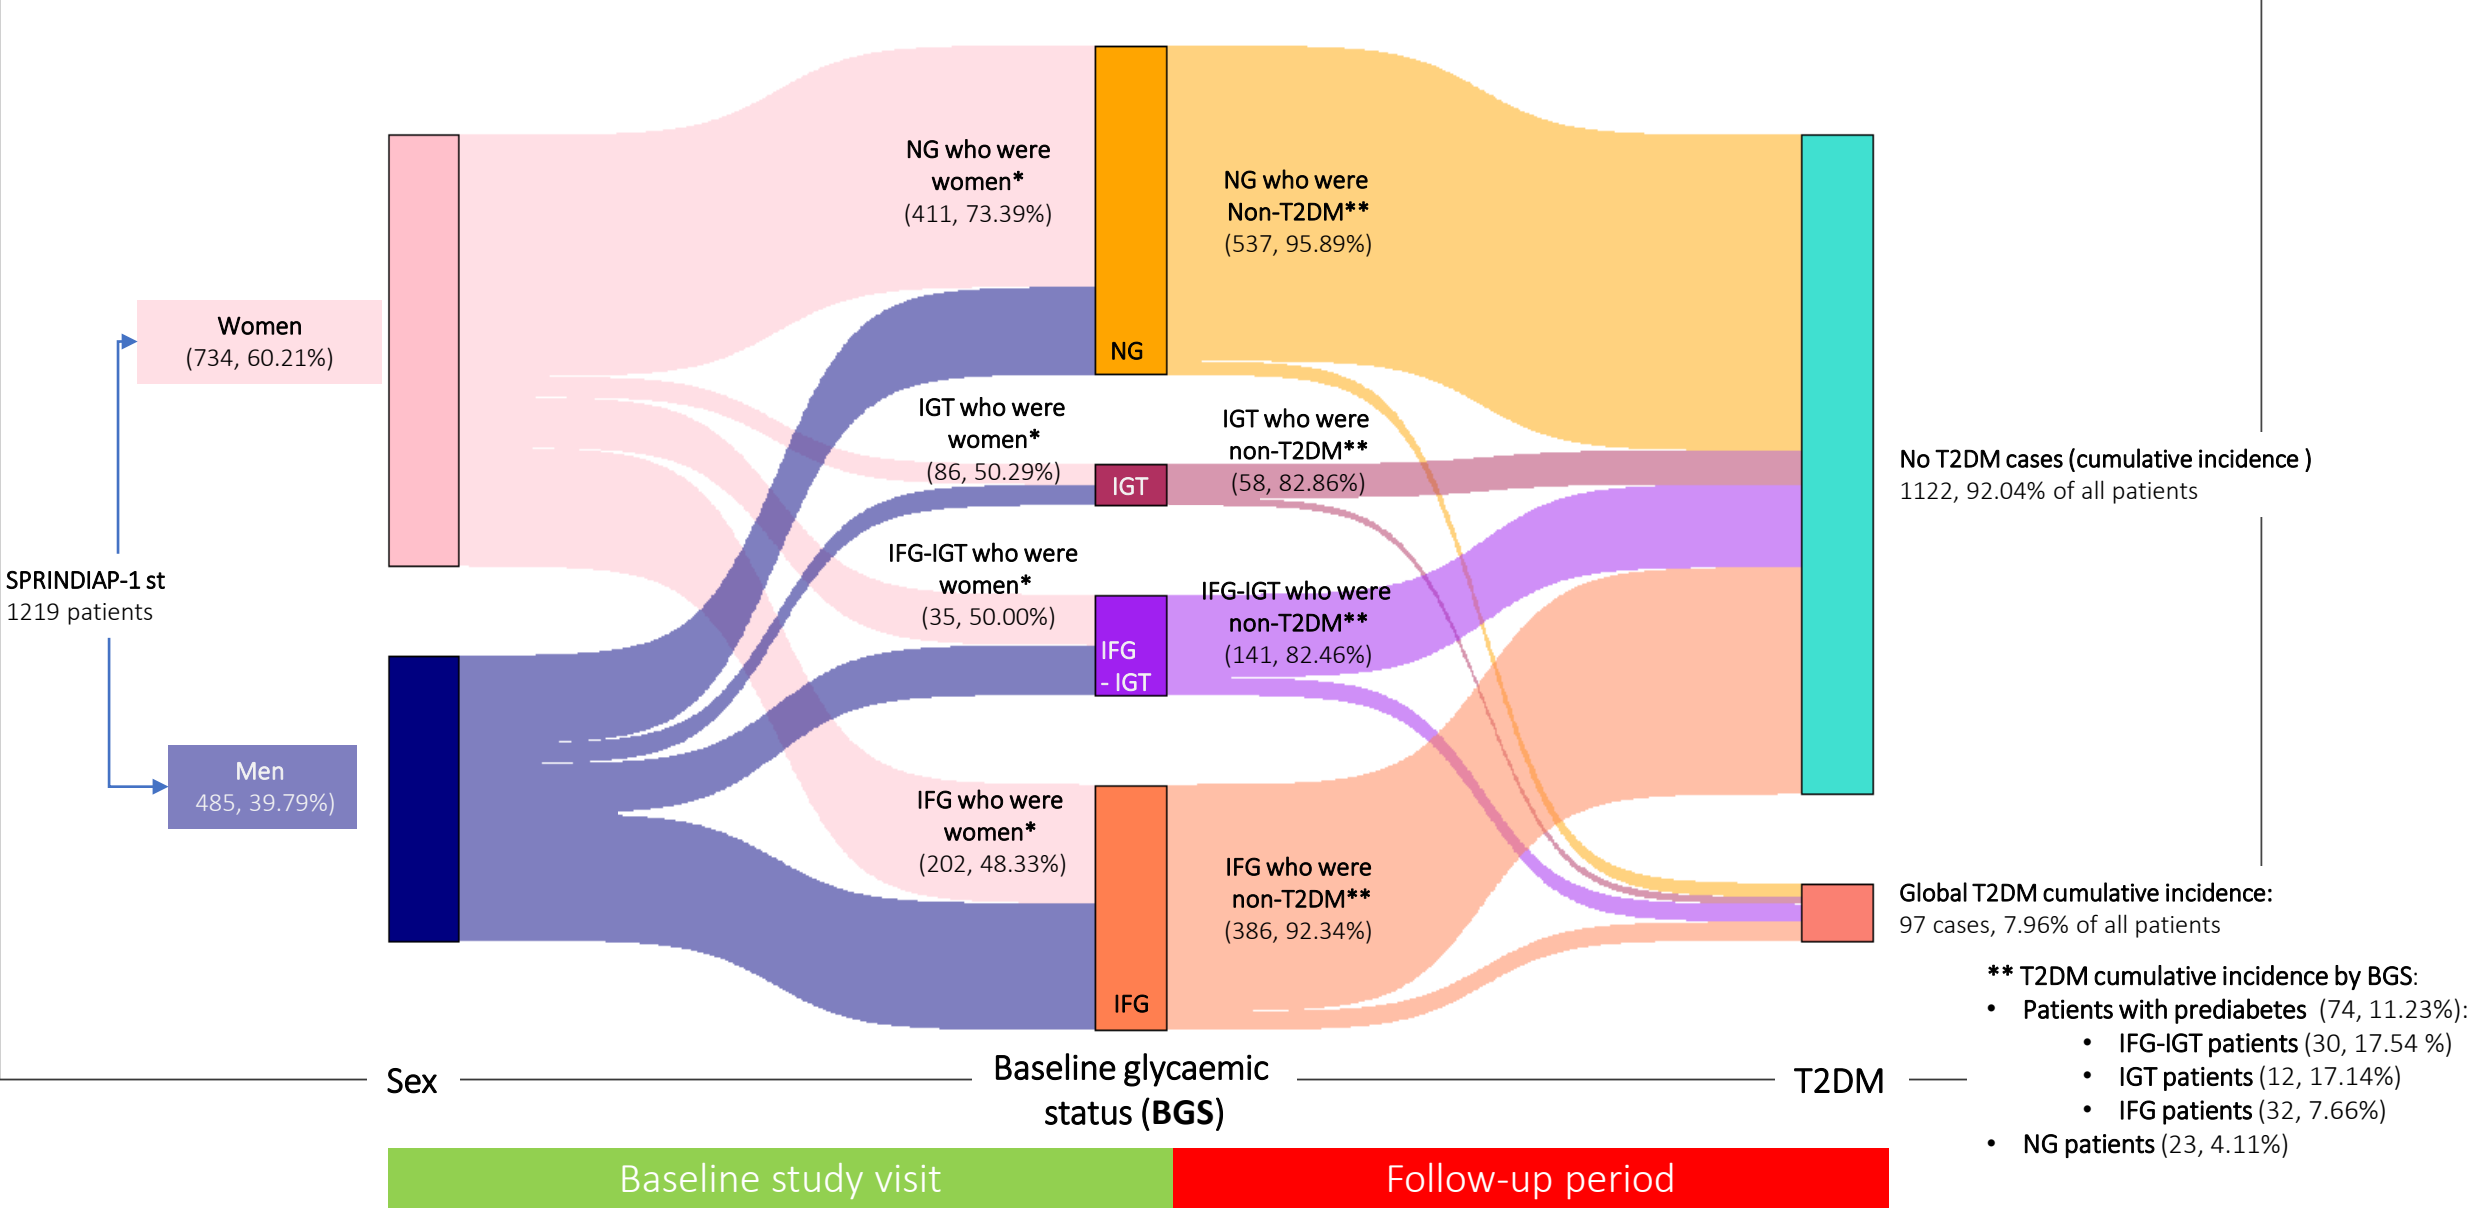 SPRINDIAP-1 st
1219 patients
Women
(734, 60.21%)
Men
485, 39.79%)
NG who were
women*
(411, 73.39%)
IGT who were
women*
(86, 50.29%)
IFG-IGT who were
women*
(35, 50.00%)
IFG who were
women*
(202, 48.33%)
NG
IGT
IFG
- IGT
IFG
NG who were
Non-T2DM**
(537, 95.89%)
IGT who were
non-T2DM**
(58, 82.86%)
IFG-IGT who were
non-T2DM**
(141, 82.46%)
IFG who were
non-T2DM**
(386, 92.34%)
No T2DM cases (cumulative incidence )
1122, 92.04% of all patients
Global T2DM cumulative incidence:
97 cases, 7.96% of all patients
** T2DM cumulative incidence by BGS:
• Patients with prediabetes (74, 11.23%):
• IFG-IGT patients (30, 17.54 %)
• IGT patients (12, 17.14%)
• IFG patients (32, 7.66%)
• NG patients (23, 4.11%)
Sex
Baseline glycaemic
status (BGS)
T2DM
Baseline study visit
Follow-up period